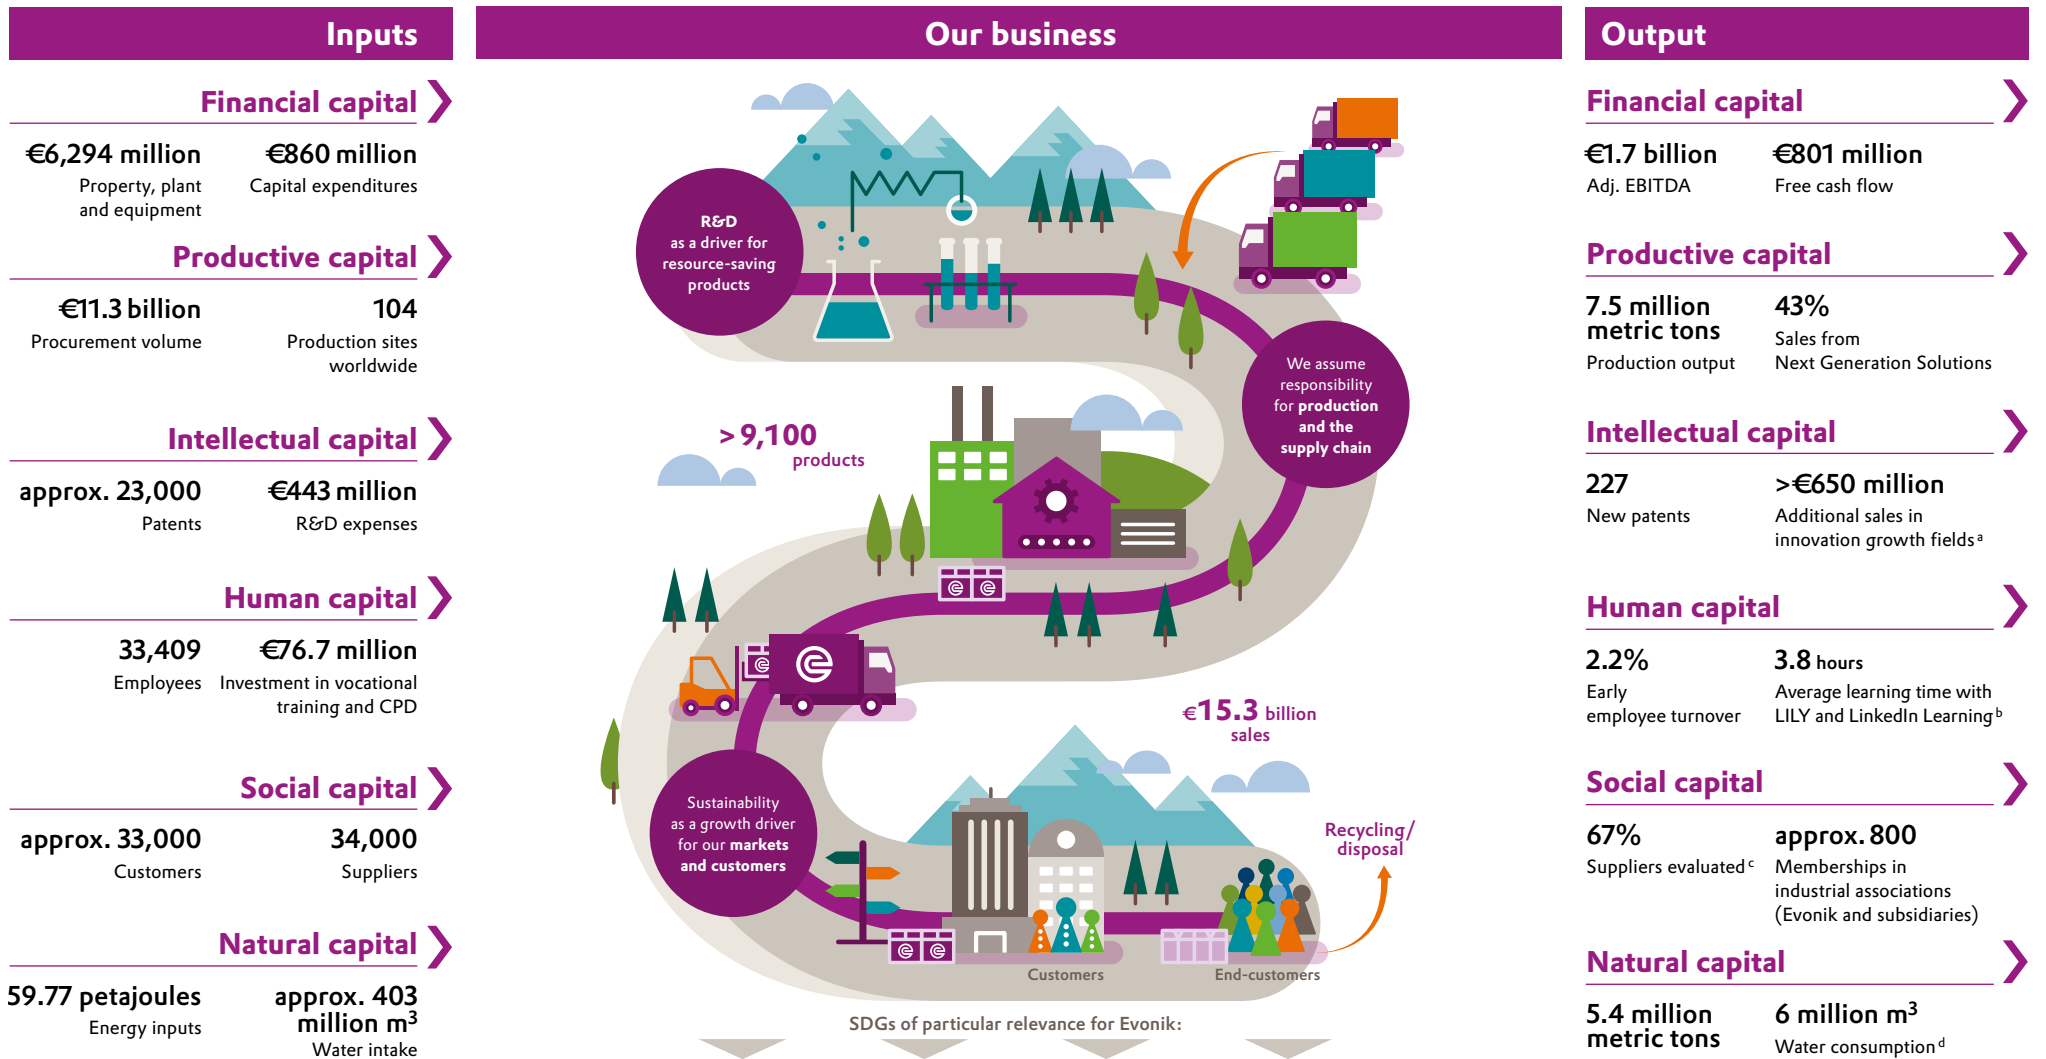 Inputs
Financial capital
€6,294 million
Property, plant
and equipment
€860 million
Capital expenditures
Productive capital
€11.3 billion
Procurement volume
104
Production sites
worldwide
Intellectual capital
approx. 23,000
Patents
€443 million
R&D expenses
Human capital
33,409
Employees
€76.7 million
Investment in vocational
training and CPD
Social capital
approx. 33,000
Customers
34,000
Suppliers
Natural capital
59.77 petajoules
Energy inputs
approx. 403
million m³
Water intake
Our business
R&D
as a driver for
resource-saving
products
We assume
responsibility
for production
and the
supply chain
> 9,100
products
€15.3 billion
sales
Sustainability
as a growth driver
for our markets
and customers
Recycling/
disposal
Customers
End-customers
SDGs of particular relevance for Evonik:
Output
Financial capital
€1.7 billion
Adj. EBITDA
€801 million
Free cash flow
Productive capital
7.5 million
metric tons
Production output
43%
Sales from
Next Generation Solutions
Intellectual capital
227
New patents
>€650 million
Additional sales in
innovation growth fields a
Human capital
2.2%
Early
employee turnover
3.8 hours
Average learning time with
LILY and LinkedIn Learning b
Social capital
67%
Suppliers evaluated c
approx. 800
Memberships in
industrial associations
(Evonik and subsidiaries)
Natural capital
5.4 million
metric tons
6 million m³
Water consumption d